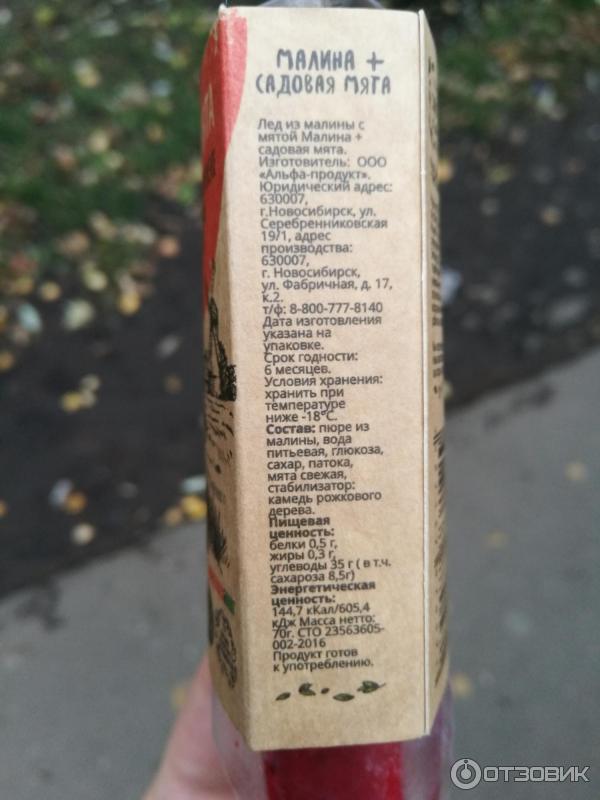 МАЛИНА +
САДОВАЯ МЯТА
Лед из малины с
мятой Малина +
садовая мята.
Изготовитель: ООО
«Альфа-продукт».
Юридический адрес:
630007,
г.Новосибирск, ул.
Серебренниковская
19/1, адрес
производства:
630007,
г. Новосибирск,
ул. Фабричная, д. 17,
к.2.
т/ф: 8-800-777-8140
Дата изготовления
указана на
упаковке.
Срок годности:
6 месяцев.
Условия хранения:
хранить при
температуре
ниже -18°С.
Состав: пюре из
малины, вода
питьевая, глюкоза,
сахар, патока,
мята свежая,
стабилизатор:
камедь рожкового
дерева.
Пищевая
ценность:
белки 0,5 г,
жиры 0,3 г,
углеводы 35 г ( в т.ч.
сахароза 8,5г)
Энергетическая
ценность:
144,7 кКал/605,4
кДж Масса нетто:
70г. СТО 23563605-
002-2016
Продукт готов
к употреблению.
ОТЗОВИК